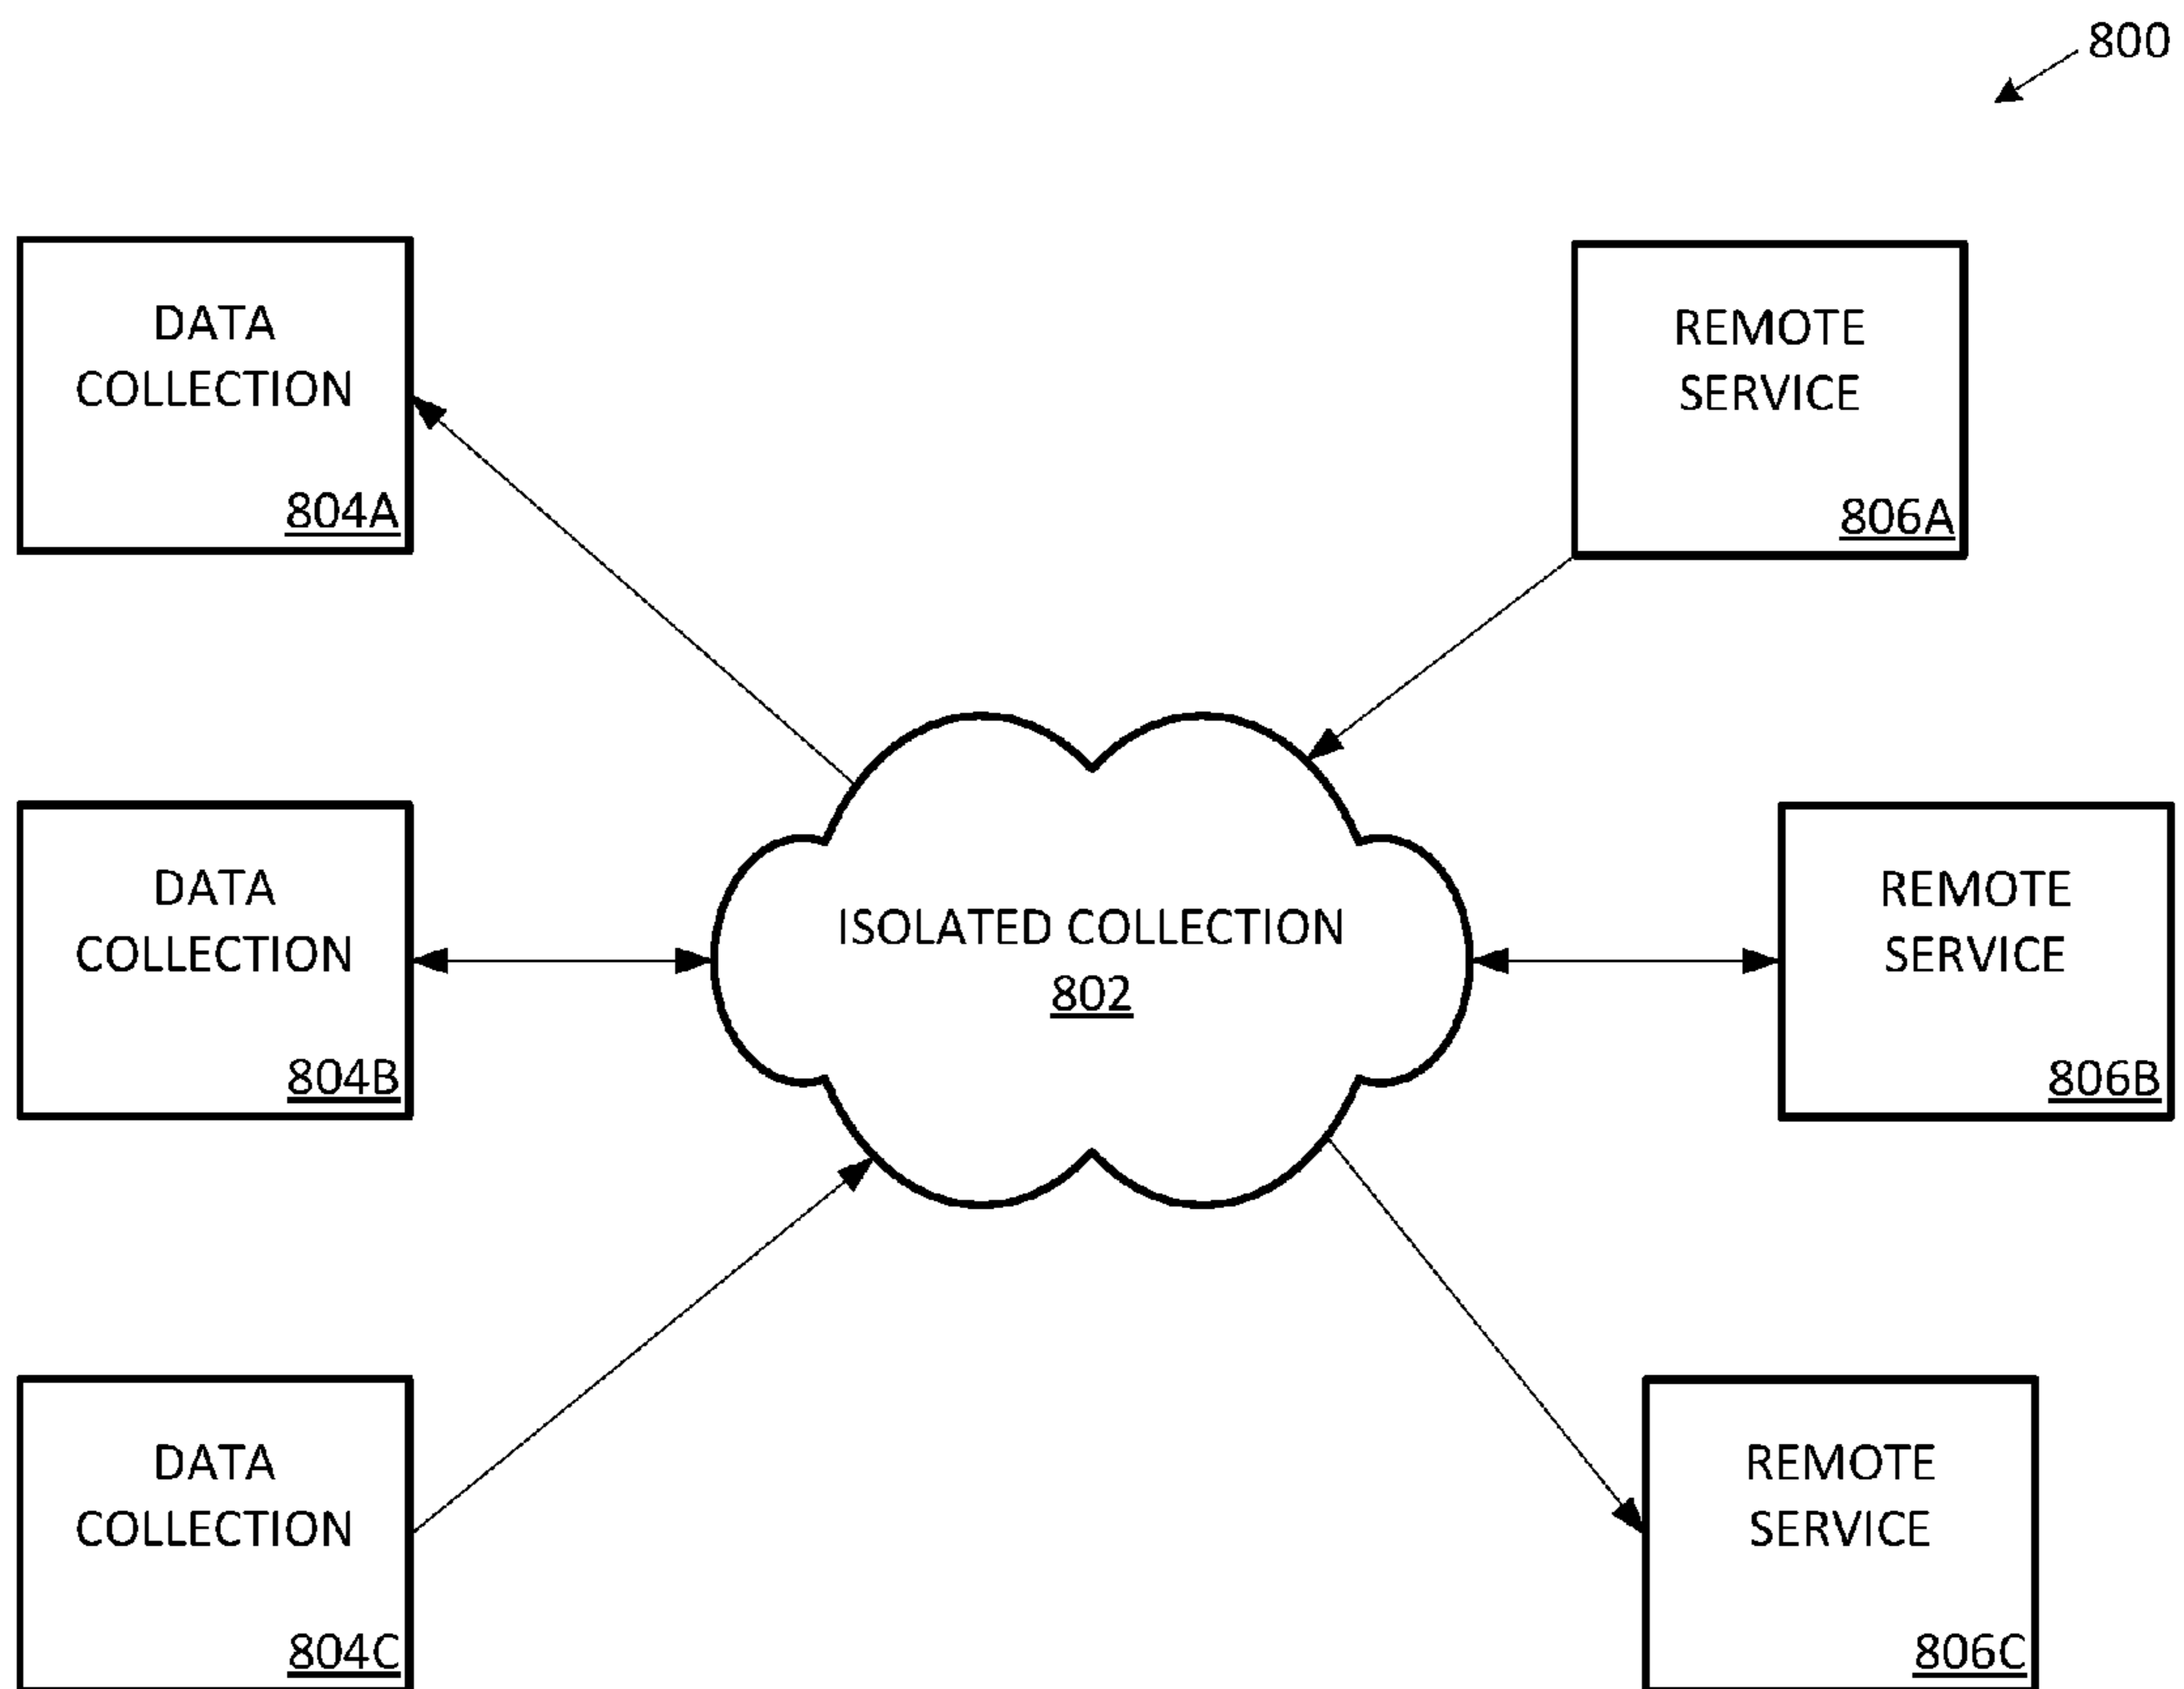 800
DATA
COLLECTION
804A
REMOTE
SERVICE
806A
DATA
COLLECTION
804B
ISOLATED COLLECTION
802
REMOTE
SERVICE
806B
DATA
COLLECTION
804C
REMOTE
SERVICE
806C